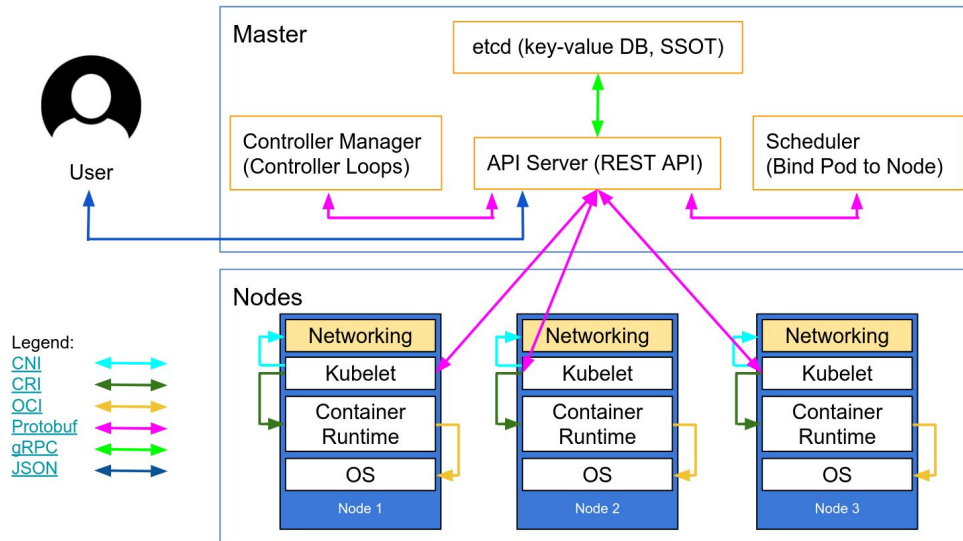 Master
etcd (key-value DB, SSOT)
Controller Manager
(Controller Loops)
API Server (REST API)
Scheduler
(Bind Pod to Node)
User
Nodes
Networking
Kubelet
Container
Runtime
OS
Node 1
Networking
Kubelet
Container
Runtime
OS
Node 2
Networking
Kubelet
Container
Runtime
OS
Node 3
Legend:
CNI
CRI
OCI
Protobuf
gRPC
JSON